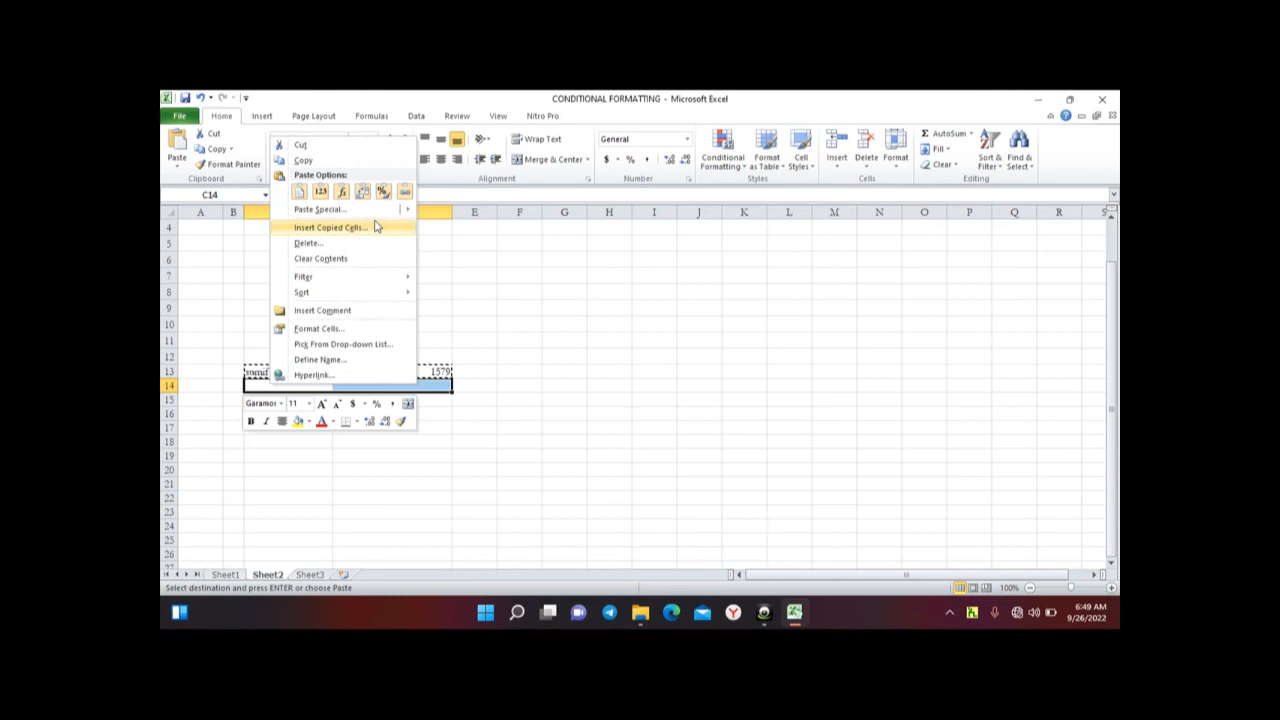 CONDITIONAL FORMATTING - Microsoft Excel
File Home Insert Page Layout Formulas Data Review View Nitro Pro
Paste Cut Copy Format Painter Clipboard
Wrap Text Merge & Center Alignment
General $ % , Number
Conditional Formatting Format as Table Cell Styles Styles
Insert Delete Format Cells
AutoSum Fill Clear Sort & Filter Find & Select Editing
C14
A B E F G H I J K L M N O P Q R S
4
5
6
7
8
9
10
11
12
13 sumif 1579
14
15
16
17
18
19
20
21
22
23
24
25
26
27
Cut
Copy
Paste Options:
123 fx %
Paste Special...
Insert Copied Cells...
Delete...
Clear Contents
Filter
Sort
Insert Comment
Format Cells...
Pick From Drop-down List...
Define Name...
Hyperlink...
Garamor 11 A A $ % ,
B I A
Sheet1 Sheet2 Sheet3
Select destination and press ENTER or choose Paste 100%
6:49 AM
9/26/2022